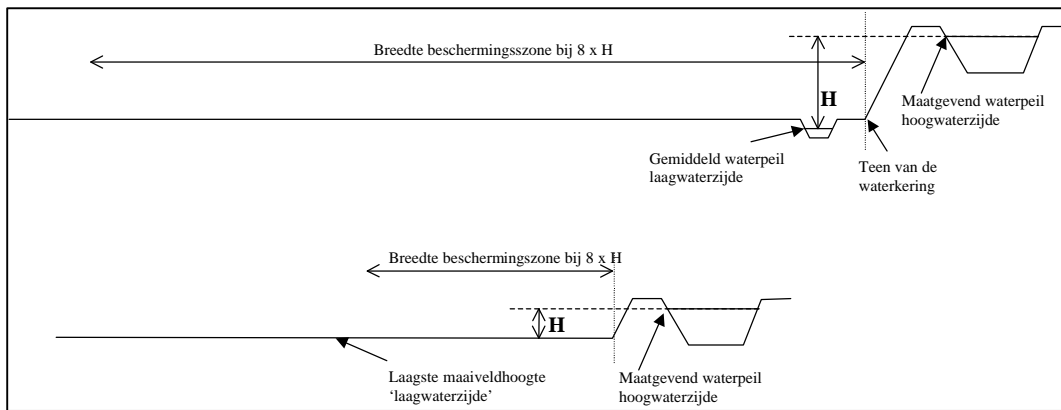 Breedte beschermingsszone bij 8 x H
H
Maatgevend waterpeil
hoogwaterzijde
Gemiddeld waterpeil
laagwaterzijde
Teen van de
waterkering
Breedte beschermingszone bij 8 x H
H
Laagste maaiveldhoogte
‘laagwaterzijde’
Maatgevend waterpeil
hoogwaterzijde